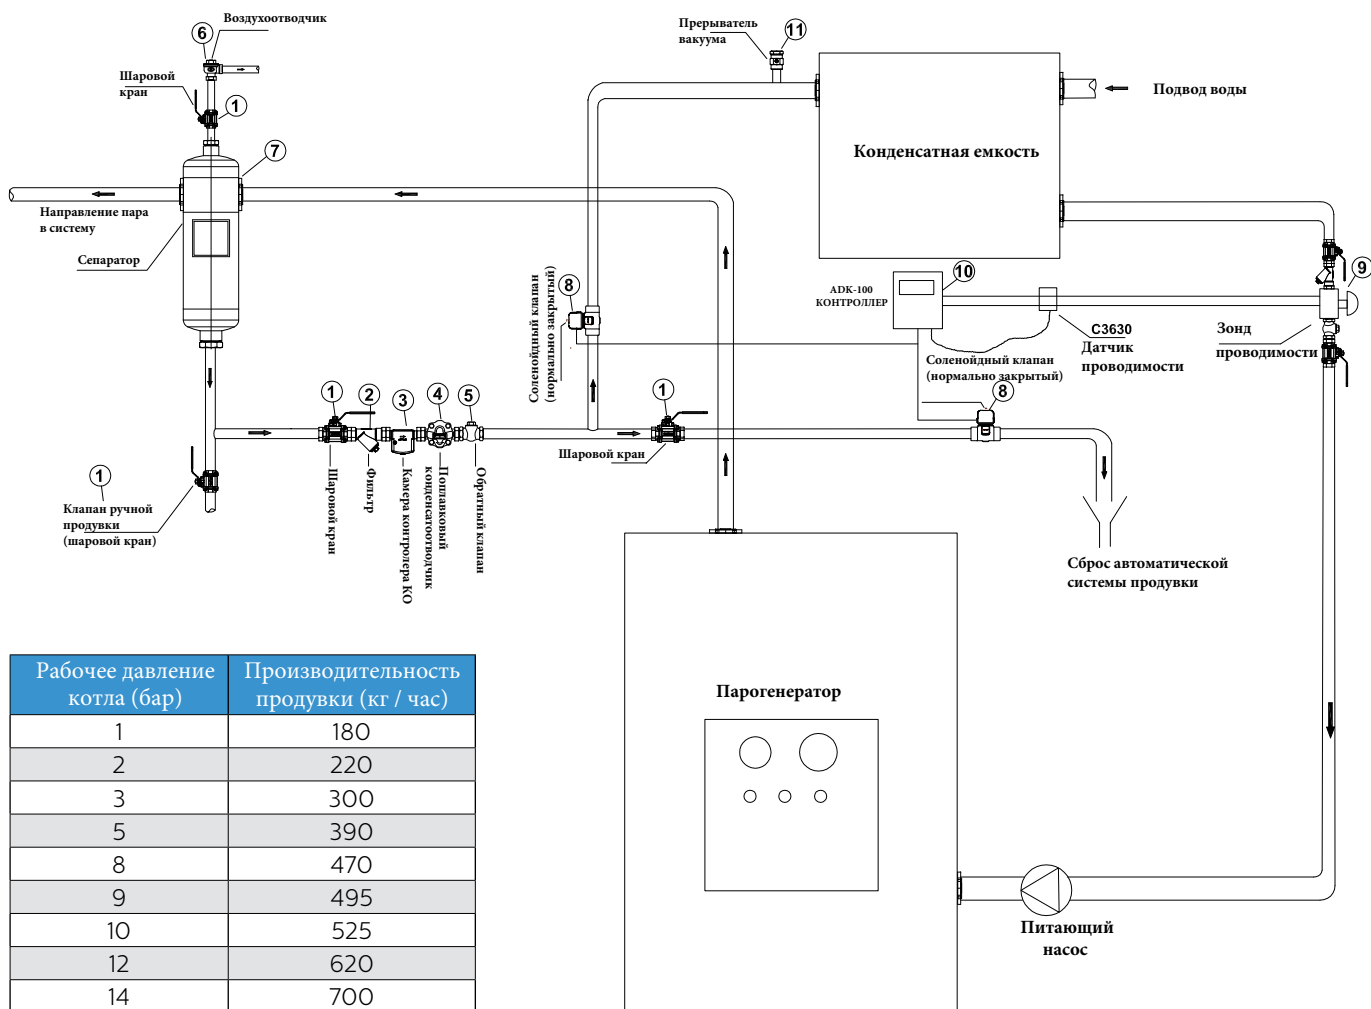 6
Воздухоотводчик
Шаровой
кран
1
7
Направление пара
в систему
Сепаратор
Прерыватель
вакуума
11
Подвод воды
Конденсатная емкость
10
ADK-100
КОНТРОЛЛЕР
9
C3630
Датчик
проводимости
Зонд
проводимости
Соленойдный клапан
(нормально закрытый)
8
Соленойдный клапан
(нормально закрытый)
8
1
2
3
4
5
1
Шаровой кран
Шаровой кран
Фильтр
Камера контролера КО
Поплавковый
конденсатоотводчик
Обратный клапан
1
Клапан ручной
продувки
(шаровой кран)
Сброс автоматической
системы продувки
Парогенератор
Питающий
насос
Рабочее давление
котла (бар)
Производительность
продувки (кг / час)
1 180
2 220
3 300
5 390
8 470
9 495
10 525
12 620
14 700